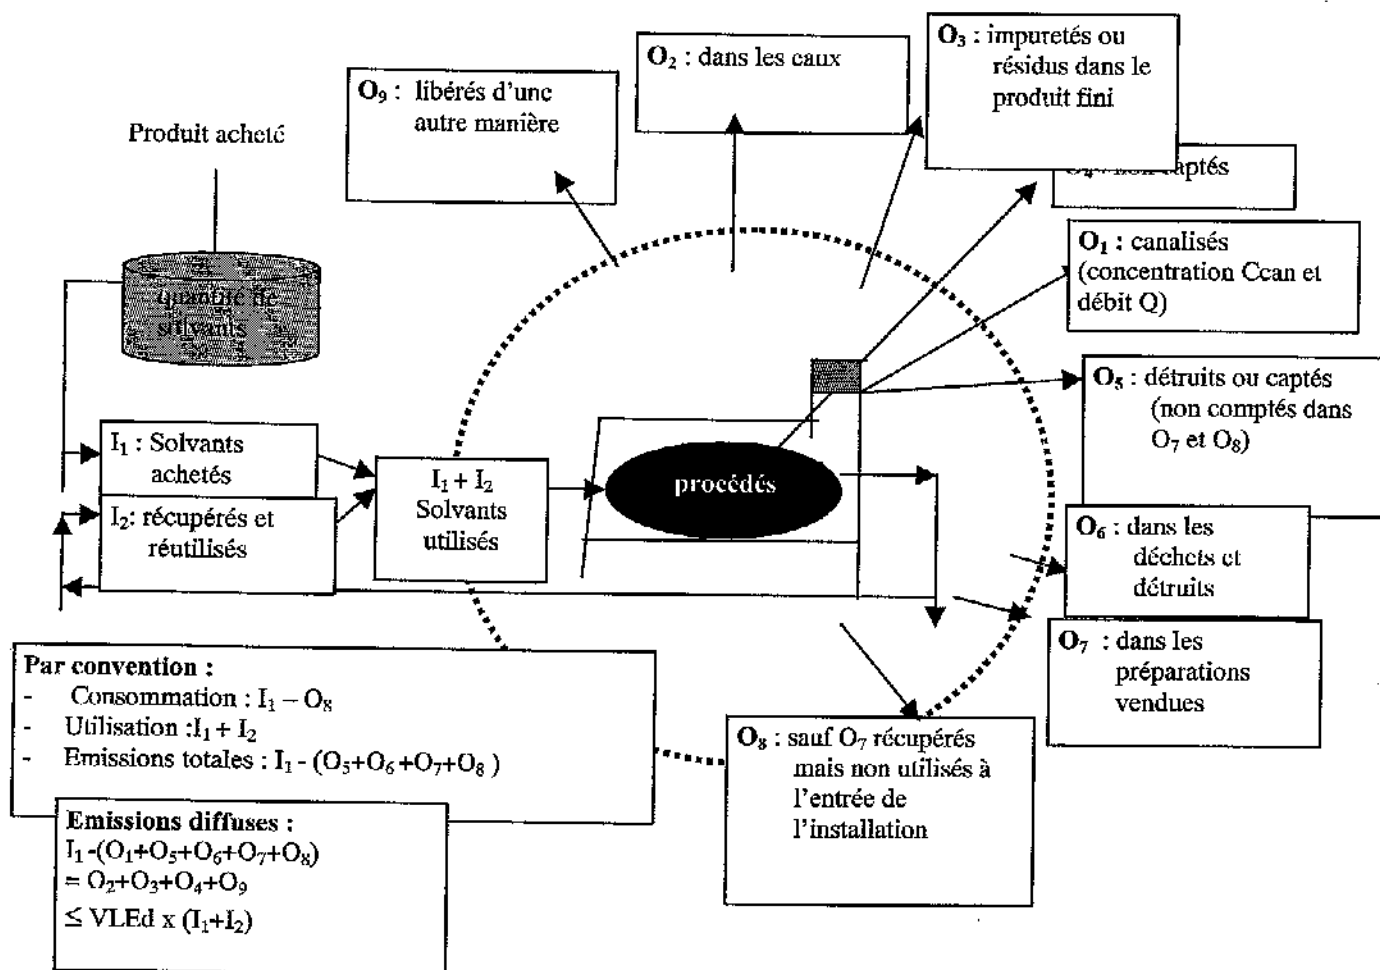 Produit acheté
quantité de
solvants
O₉ : libérés d'une
autre manière
O₂ : dans les caux
O₃ : impuretés ou
résidus dans le
produit fini
O₄ : non captés
O₁ : canalisés
(concentration Ccan et
débit Q)
O₅ : détruits ou captés
(non comptés dans
O₇ et O₈)
I₁ : Solvants
achetés
I₂: récupérés et
réutilisés
I₁ + I₂
Solvants
utilisés
procédés
O₆ : dans les
déchets et
détruits
O₇ : dans les
préparations
vendues
O₈ : sauf O₇ récupérés
mais non utilisés à
l'entrée de
l'installation
Par convention :
- Consommation : I₁ – O₈
- Utilisation :I₁ + I₂
- Emissions totales : I₁ - (O₅+O₆+O₇+O₈ )
Emissions diffuses :
I₁ -(O₁+O₅+O₆+O₇+O₈)
= O₂+O₃+O₄+O₉
≤ VLEd x (I₁+I₂)